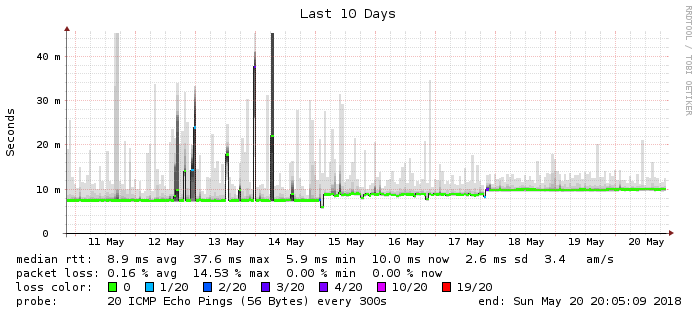 Last 10 Days
RRDTOOL / TOBI OETIKER
Seconds
40 m
30 m
20 m
10 m
0
11 May 12 May 13 May 14 May 15 May 16 May 17 May 18 May 19 May 20 May
median rtt: 8.9 ms avg 37.6 ms max 5.9 ms min 10.0 ms now 2.6 ms sd 3.4 am/s
packet loss: 0.16 % avg 14.53 % max 0.00 % min 0.00 % now
loss color: 0 1/20 2/20 3/20 4/20 10/20 19/20
probe: 20 ICMP Echo Pings (56 Bytes) every 300s end: Sun May 20 20:05:09 2018